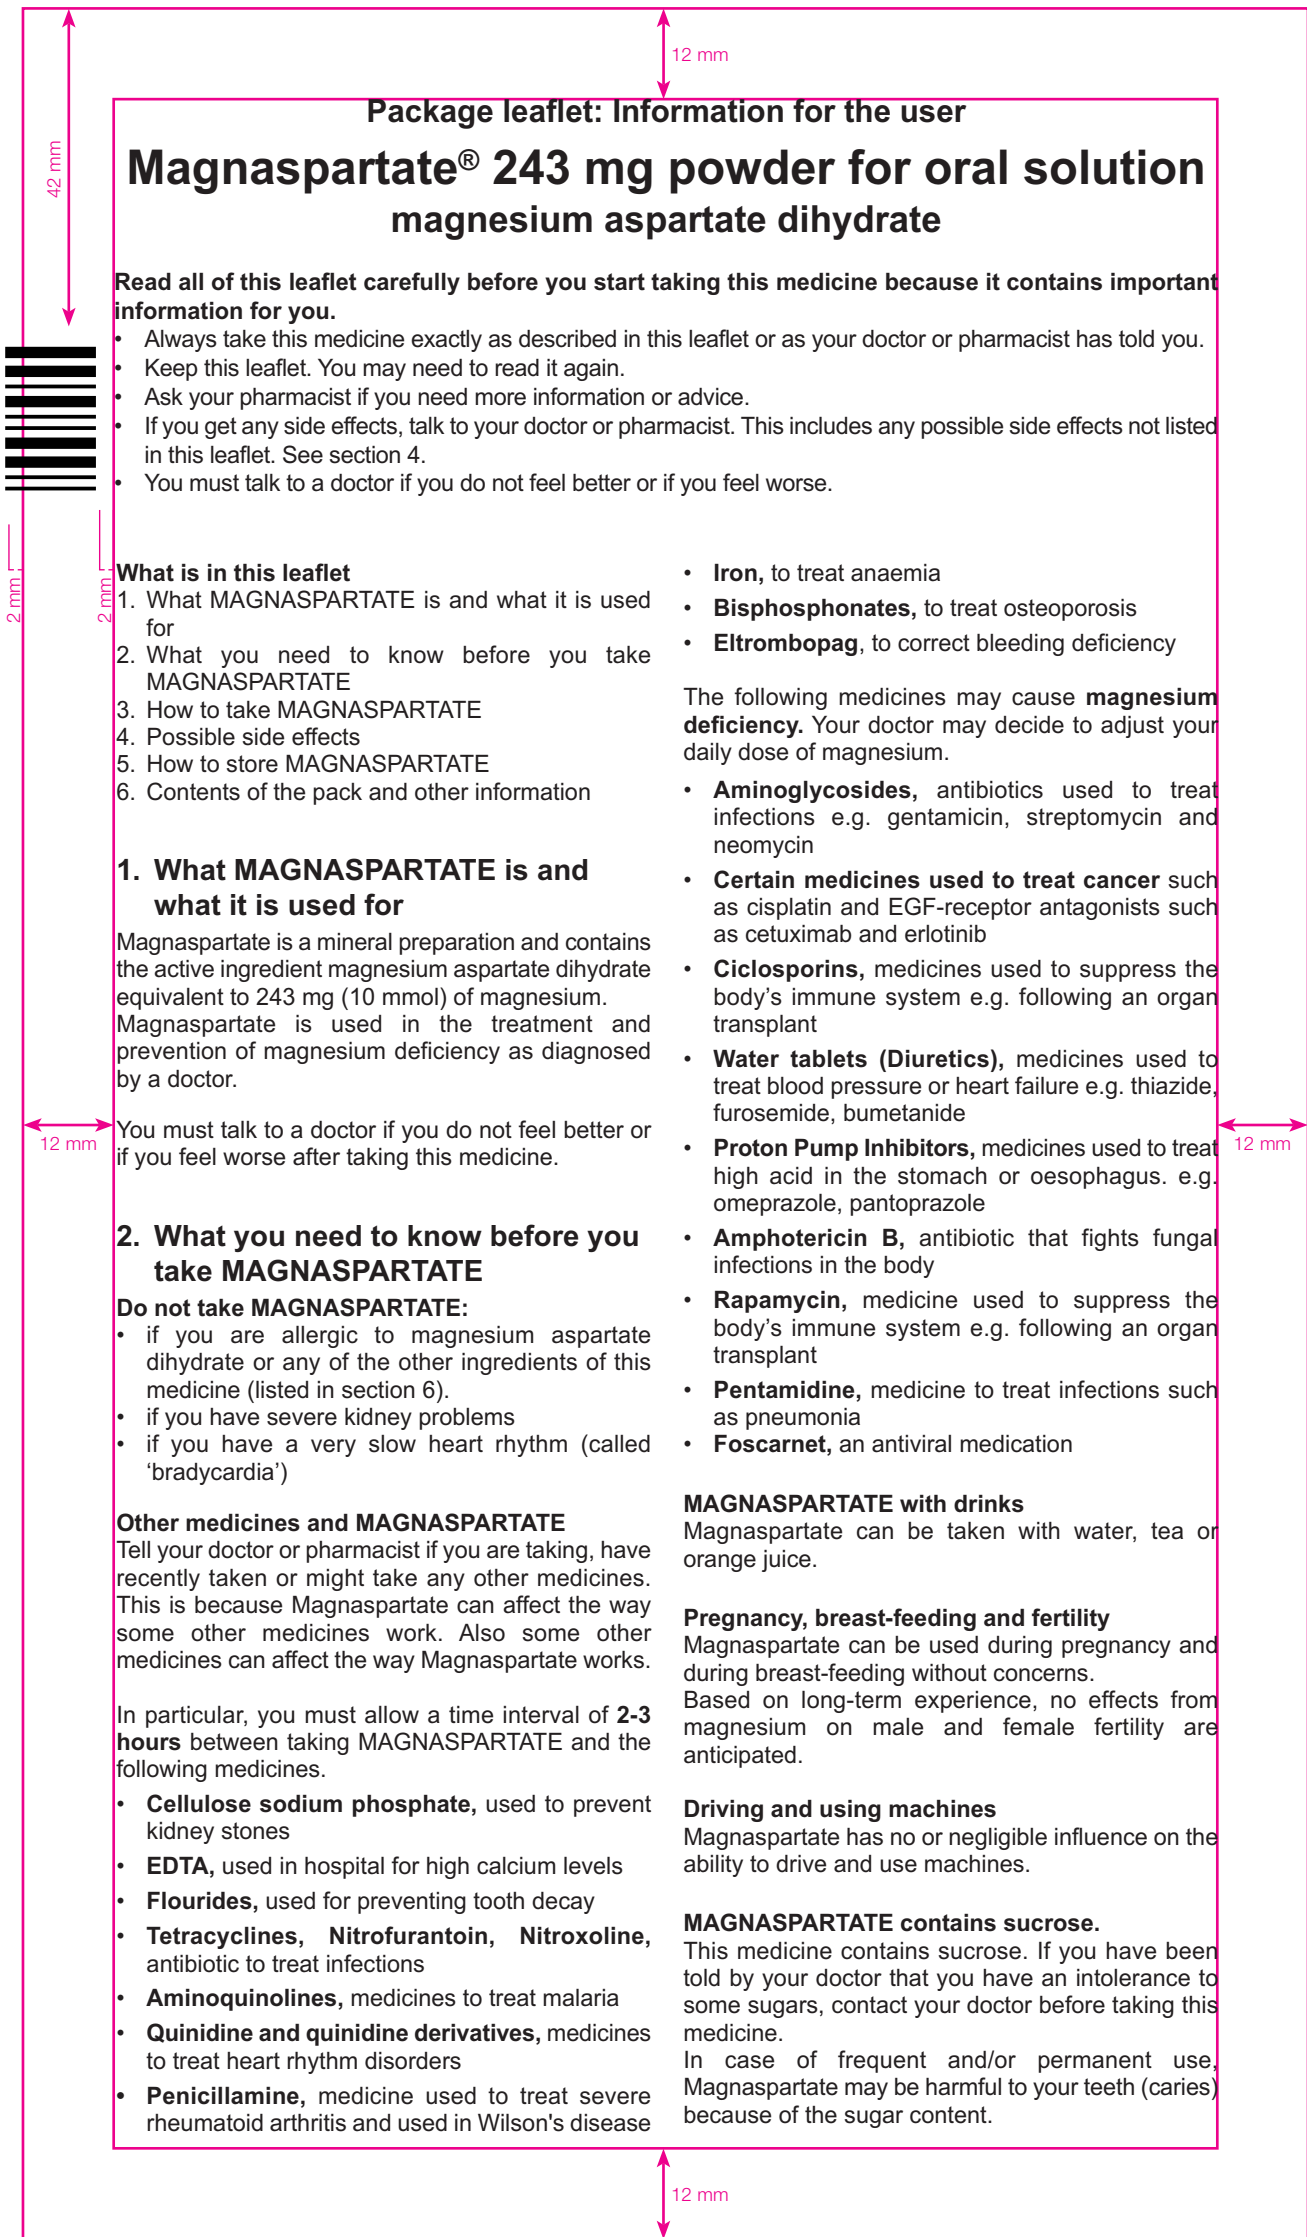 12 mm
42 mm
Package leaflet: Information for the user
Magnaspartate® 243 mg powder for oral solution
magnesium aspartate dihydrate
Read all of this leaflet carefully before you start taking this medicine because it contains important
information for you.
• Always take this medicine exactly as described in this leaflet or as your doctor or pharmacist has told you.
• Keep this leaflet. You may need to read it again.
• Ask your pharmacist if you need more information or advice.
• If you get any side effects, talk to your doctor or pharmacist. This includes any possible side effects not listed
in this leaflet. See section 4.
• You must talk to a doctor if you do not feel better or if you feel worse.
2 mm
2 mm
What is in this leaflet
1. What MAGNASPARTATE is and what it is used
for
2. What you need to know before you take
MAGNASPARTATE
3. How to take MAGNASPARTATE
4. Possible side effects
5. How to store MAGNASPARTATE
6. Contents of the pack and other information
1. What MAGNASPARTATE is and
what it is used for
Magnaspartate is a mineral preparation and contains
the active ingredient magnesium aspartate dihydrate
equivalent to 243 mg (10 mmol) of magnesium.
Magnaspartate is used in the treatment and
prevention of magnesium deficiency as diagnosed
by a doctor.
12 mm
You must talk to a doctor if you do not feel better or
if you feel worse after taking this medicine.
2. What you need to know before you
take MAGNASPARTATE
Do not take MAGNASPARTATE:
• if you are allergic to magnesium aspartate
dihydrate or any of the other ingredients of this
medicine (listed in section 6).
• if you have severe kidney problems
• if you have a very slow heart rhythm (called
‘bradycardia’)
Other medicines and MAGNASPARTATE
Tell your doctor or pharmacist if you are taking, have
recently taken or might take any other medicines.
This is because Magnaspartate can affect the way
some other medicines work. Also some other
medicines can affect the way Magnaspartate works.
In particular, you must allow a time interval of 2-3
hours between taking MAGNASPARTATE and the
following medicines.
• Cellulose sodium phosphate, used to prevent
kidney stones
• EDTA, used in hospital for high calcium levels
• Flourides, used for preventing tooth decay
• Tetracyclines, Nitrofurantoin, Nitroxoline,
antibiotic to treat infections
• Aminoquinolines, medicines to treat malaria
• Quinidine and quinidine derivatives, medicines
to treat heart rhythm disorders
• Penicillamine, medicine used to treat severe
rheumatoid arthritis and used in Wilson's disease
• Iron, to treat anaemia
• Bisphosphonates, to treat osteoporosis
• Eltrombopag, to correct bleeding deficiency
The following medicines may cause magnesium
deficiency. Your doctor may decide to adjust your
daily dose of magnesium.
• Aminoglycosides, antibiotics used to treat
infections e.g. gentamicin, streptomycin and
neomycin
• Certain medicines used to treat cancer such
as cisplatin and EGF-receptor antagonists such
as cetuximab and erlotinib
• Ciclosporins, medicines used to suppress the
body’s immune system e.g. following an organ
transplant
• Water tablets (Diuretics), medicines used to
treat blood pressure or heart failure e.g. thiazide,
furosemide, bumetanide
• Proton Pump Inhibitors, medicines used to treat
high acid in the stomach or oesophagus. e.g.
omeprazole, pantoprazole
12 mm
• Amphotericin B, antibiotic that fights fungal
infections in the body
• Rapamycin, medicine used to suppress the
body’s immune system e.g. following an organ
transplant
• Pentamidine, medicine to treat infections such
as pneumonia
• Foscarnet, an antiviral medication
MAGNASPARTATE with drinks
Magnaspartate can be taken with water, tea or
orange juice.
Pregnancy, breast-feeding and fertility
Magnaspartate can be used during pregnancy and
during breast-feeding without concerns.
Based on long-term experience, no effects from
magnesium on male and female fertility are
anticipated.
Driving and using machines
Magnaspartate has no or negligible influence on the
ability to drive and use machines.
MAGNASPARTATE contains sucrose.
This medicine contains sucrose. If you have been
told by your doctor that you have an intolerance to
some sugars, contact your doctor before taking this
medicine.
In case of frequent and/or permanent use,
Magnaspartate may be harmful to your teeth (caries)
because of the sugar content.
12 mm